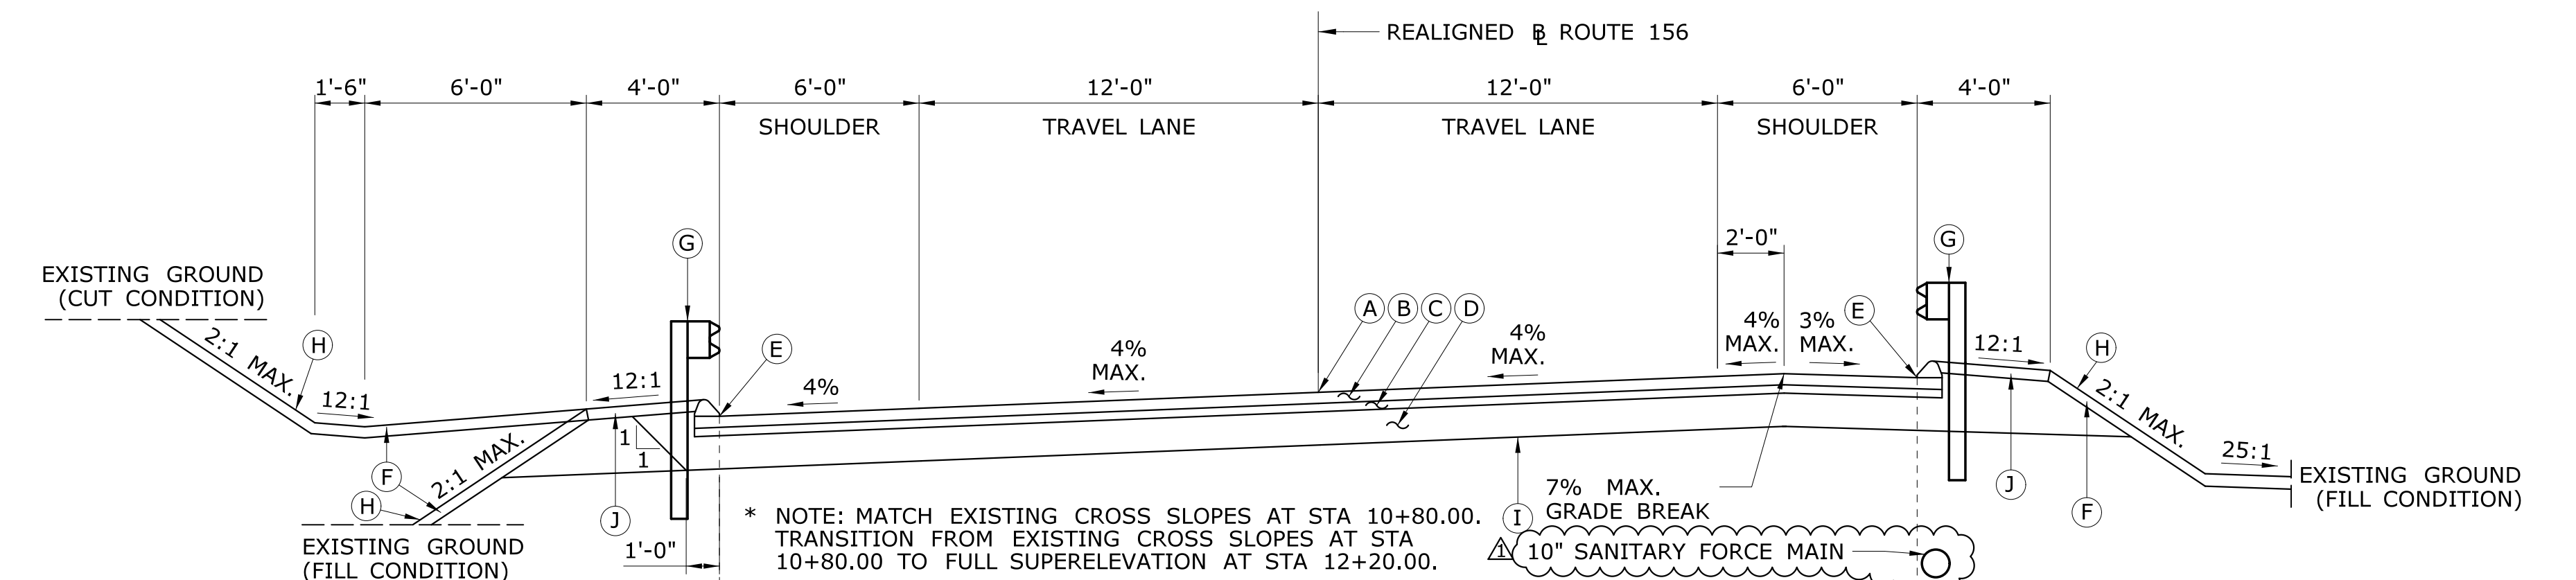 REALIGNED BL ROUTE 156
1'-6" 6'-0" 4'-0" 6'-0" 12'-0" 12'-0" 6'-0" 4'-0"
SHOULDER TRAVEL LANE TRAVEL LANE SHOULDER
2'-0"
G
G
EXISTING GROUND
(CUT CONDITION)
2:1 MAX.
H
12:1
F
H
2:1 MAX.
EXISTING GROUND
(FILL CONDITION)
12:1
1
1
J
1'-0"
E
4%
4%
MAX.
A B C D
4%
MAX.
4%
MAX.
3%
MAX.
E
12:1
H
2:1 MAX.
J
F
25:1
EXISTING GROUND
(FILL CONDITION)
7% MAX.
GRADE BREAK
I
* NOTE: MATCH EXISTING CROSS SLOPES AT STA 10+80.00.
TRANSITION FROM EXISTING CROSS SLOPES AT STA
10+80.00 TO FULL SUPERELEVATION AT STA 12+20.00.
1
10" SANITARY FORCE MAIN